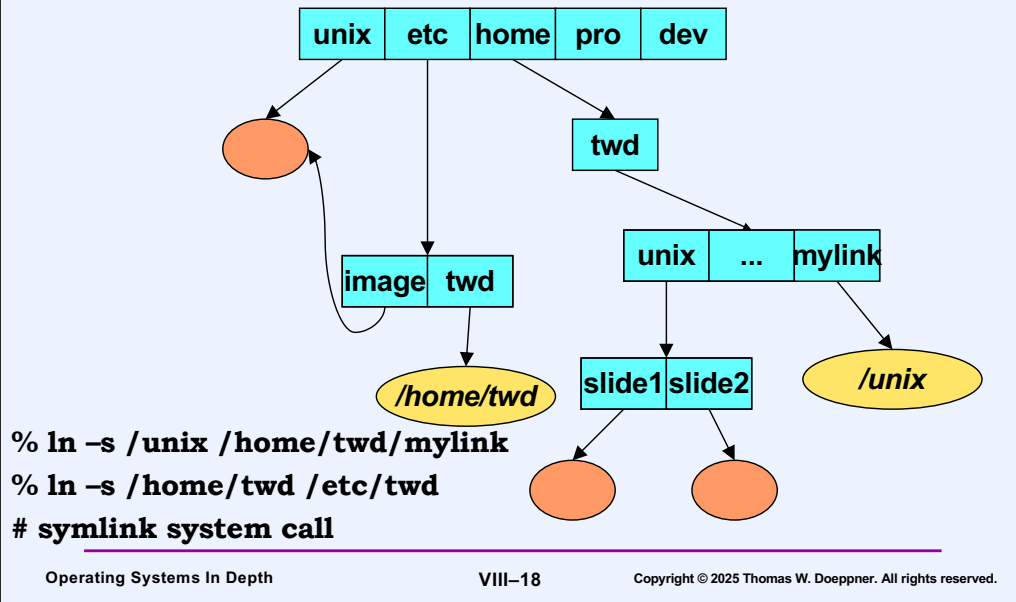 unix etc home pro dev
twd
unix ... mylink
image twd
/unix
slide1 slide2
/home/twd
% ln –s /unix /home/twd/mylink
% ln –s /home/twd /etc/twd
# symlink system call
Operating Systems In Depth VIII–18 Copyright © 2025 Thomas W. Doeppner. All rights reserved.